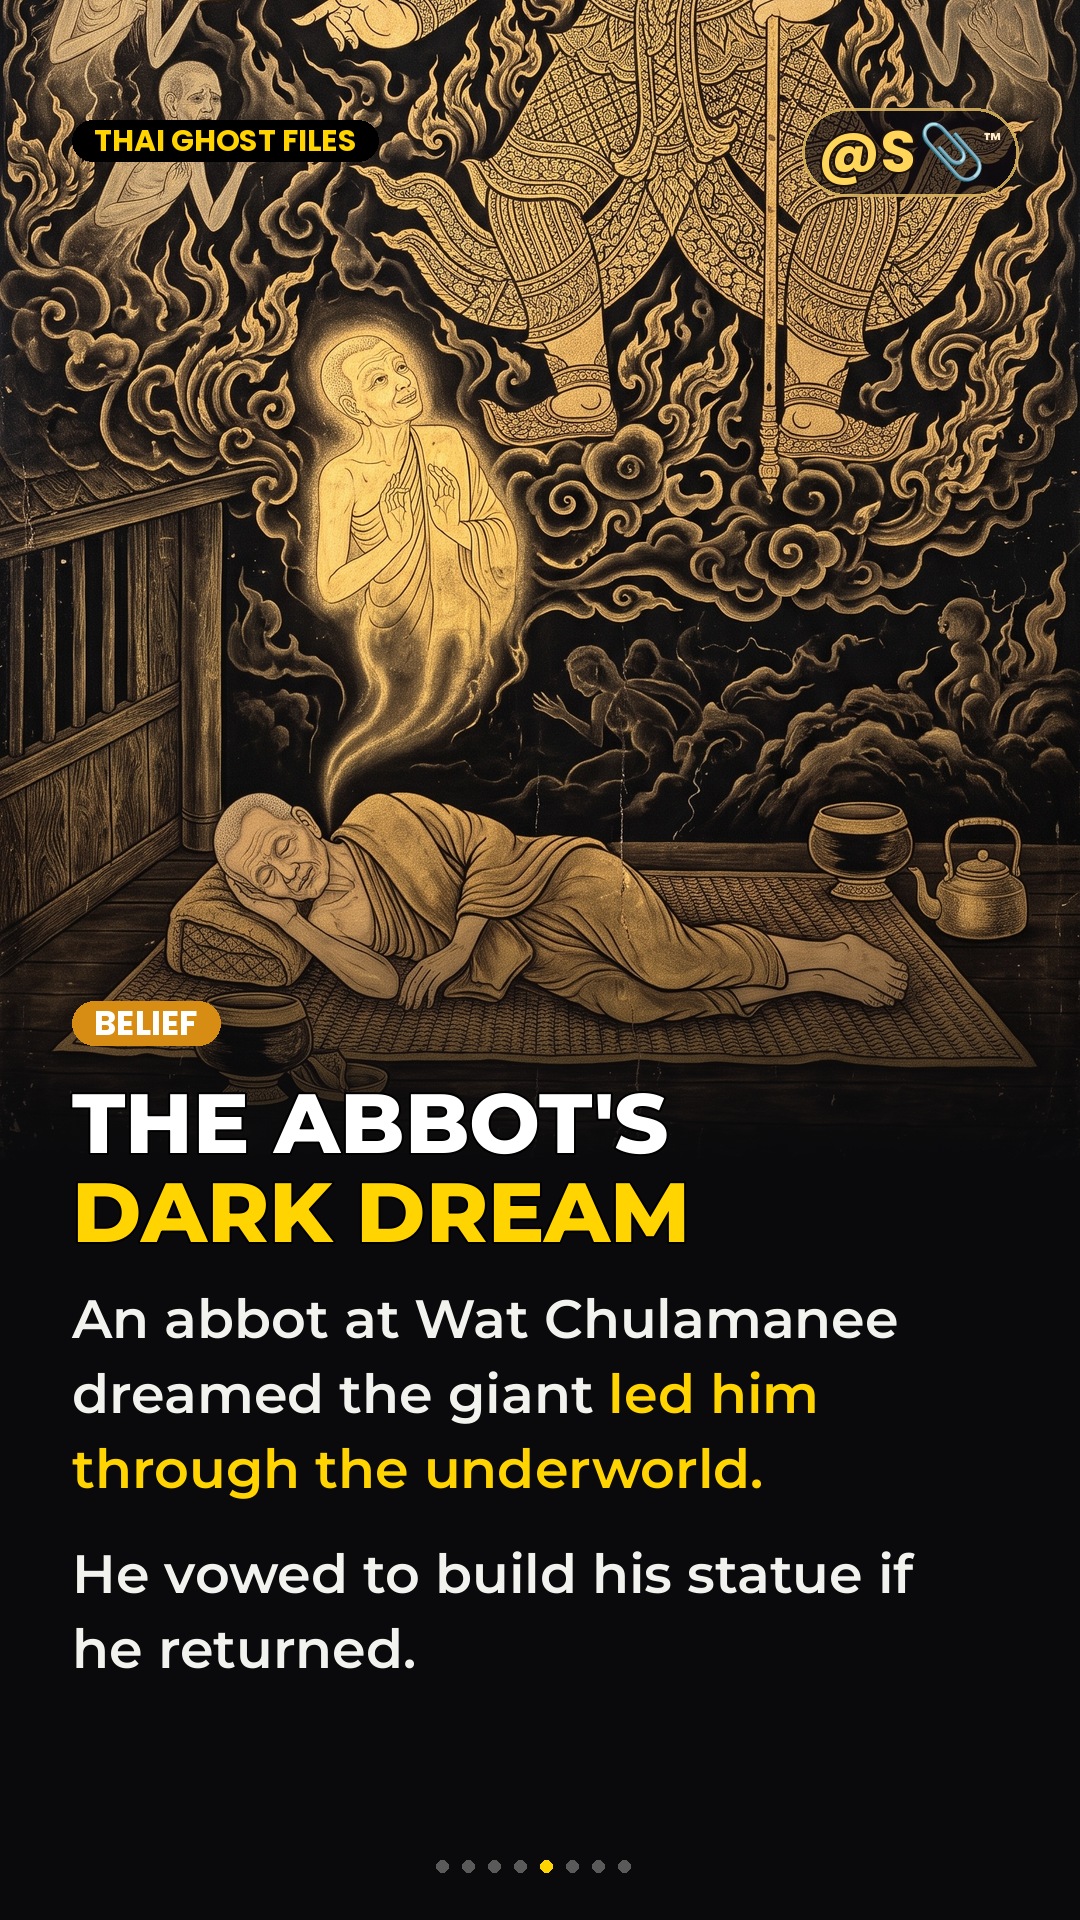 THAI GHOST FILES
@S📎™
BELIEF
THE ABBOT'S
DARK DREAM
An abbot at Wat Chulamanee
dreamed the giant led him
through the underworld.
He vowed to build his statue if
he returned.